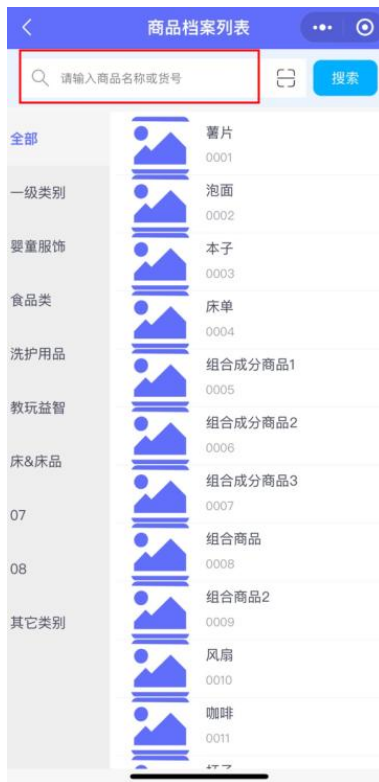 商品档案列表
请输入商品名称或货号
搜索
全部
一级类别
婴童服饰
食品类
洗护用品
教玩益智
床&床品
07
08
其它类别
薯片
0001
泡面
0002
本子
0003
床单
0004
组合成分商品1
0005
组合成分商品2
0006
组合成分商品3
0007
组合商品
0008
组合商品2
0009
风扇
0010
咖啡
0011